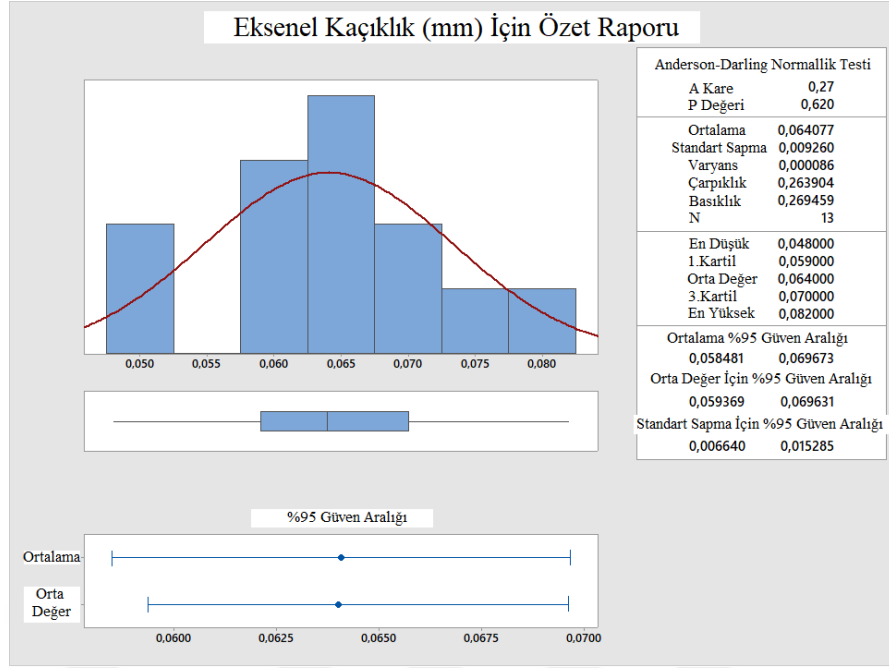 Eksenel Kaçıklık (mm) İçin Özet Raporu
0,050 0,055 0,060 0,065 0,070 0,075 0,080
Anderson-Darling Normallik Testi
A Kare 0,27
P Değeri 0,620
Ortalama 0,064077
Standart Sapma 0,009260
Varyans 0,000086
Çarpıklık 0,263904
Basıklık 0,269459
N 13
En Düşük 0,048000
1.Kartil 0,059000
Orta Değer 0,064000
3.Kartil 0,070000
En Yüksek 0,082000
Ortalama %95 Güven Aralığı
0,058481 0,069673
Orta Değer İçin %95 Güven Aralığı
0,059369 0,069631
Standart Sapma İçin %95 Güven Aralığı
0,006640 0,015285
%95 Güven Aralığı
Ortalama
Orta
Değer
0,0600 0,0625 0,0650 0,0675 0,0700